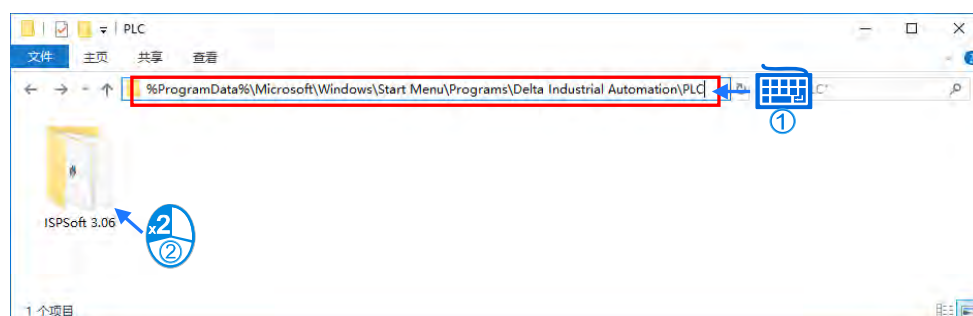 PLC
文件 主页 共享 查看
%ProgramData%\Microsoft\Windows\Start Menu\Programs\Delta Industrial Automation\PLC
①
ISPSoft 3.06
x2
②
1 个项目